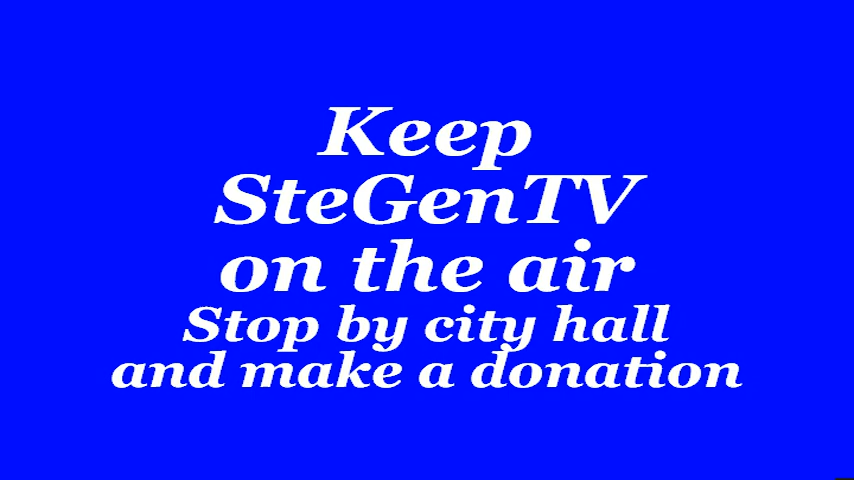 Keep
SteGenTV
on the air
Stop by city hall
and make a donation